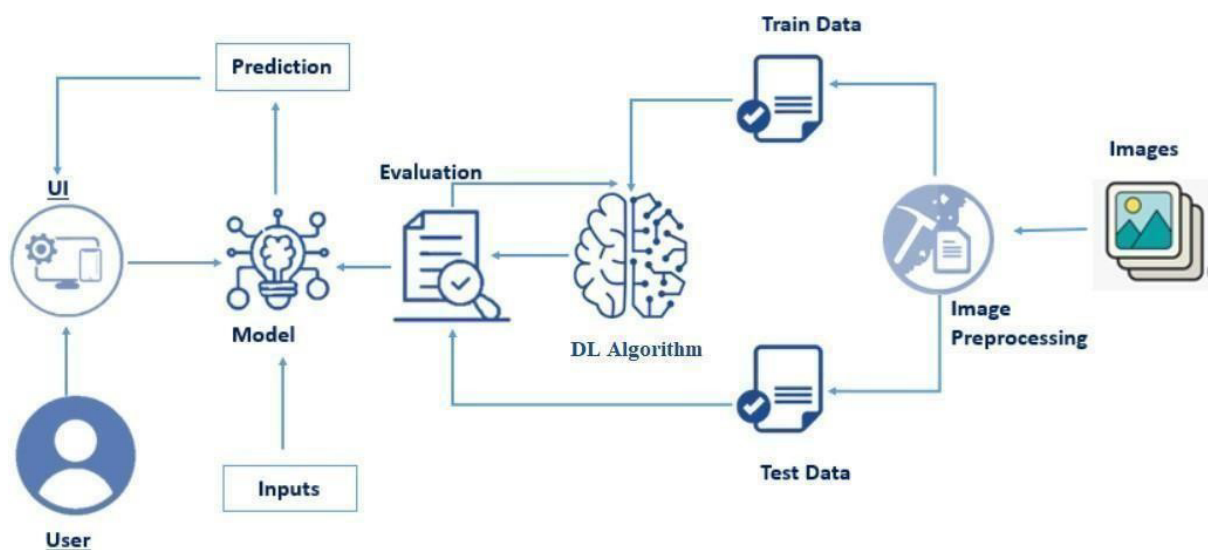 Train Data
Prediction
Images
Evaluation
UI
Model
Image
Preprocessing
DL Algorithm
Test Data
Inputs
User